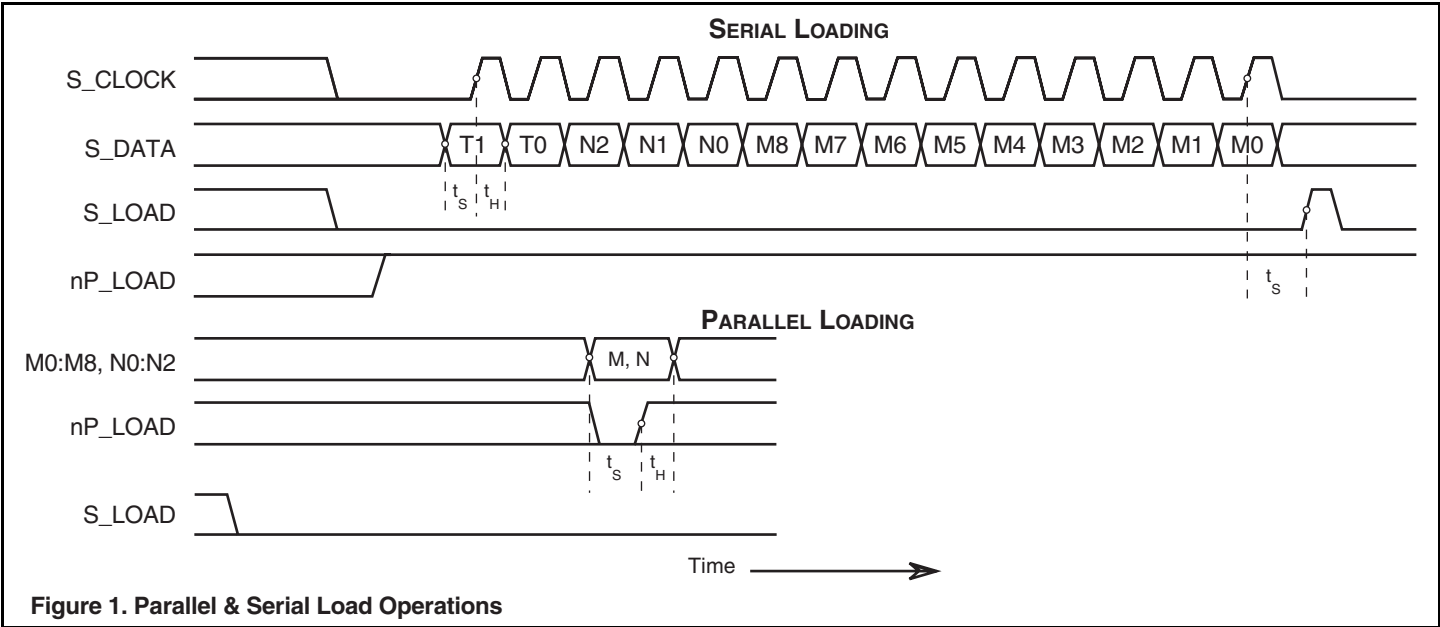 SERIAL LOADING
S_CLOCK
S_DATA
T1 T0 N2 N1 N0 M8 M7 M6 M5 M4 M3 M2 M1 M0
tS tH
S_LOAD
nP_LOAD
tS
PARALLEL LOADING
M0:M8, N0:N2
M, N
nP_LOAD
tS tH
S_LOAD
Time
Figure 1. Parallel & Serial Load Operations